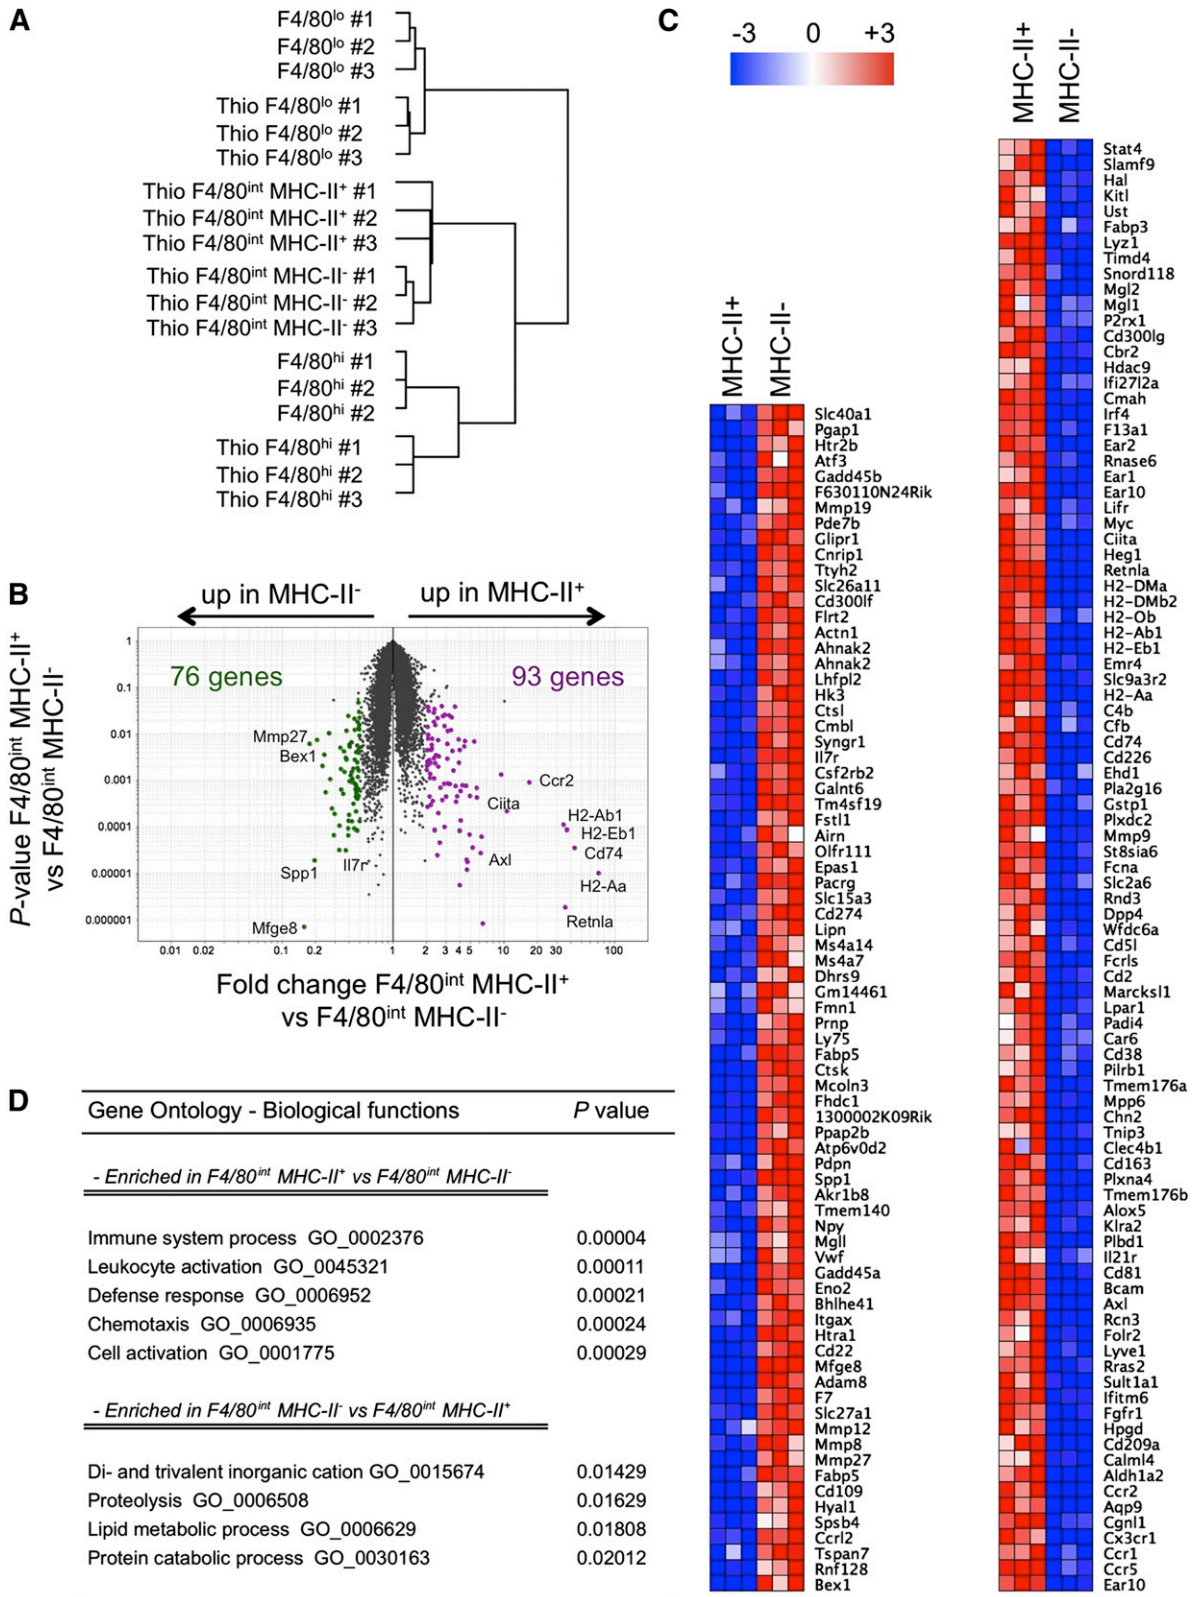 A
F4/80lo #1
F4/80lo #2
F4/80lo #3
Thio F4/80lo #1
Thio F4/80lo #2
Thio F4/80lo #3
Thio F4/80int MHC-II+ #1
Thio F4/80int MHC-II+ #2
Thio F4/80int MHC-II+ #3
Thio F4/80int MHC-II- #1
Thio F4/80int MHC-II- #2
Thio F4/80int MHC-II- #3
F4/80hi #1
F4/80hi #2
F4/80hi #2
Thio F4/80hi #1
Thio F4/80hi #2
Thio F4/80hi #3
B
up in MHC-II-
up in MHC-II+
P-value F4/80int MHC-II+
vs F4/80int MHC-II-
76 genes
93 genes
1
0.1
0.01
0.001
0.0001
0.00001
0.000001
Mmp27
Bex1
Spp1
Il7r
Mfge8
Ccr2
Ciita
H2-Ab1
H2-Eb1
Cd74
Axl
H2-Aa
Retnla
0.01 0.02 0.1 0.2 1 2 3 4 5 10 20 30 100
Fold change F4/80int MHC-II+
vs F4/80int MHC-II-
C
-3 0 +3
MHC-II+
MHC-II-
Slc40a1
Pgap1
Htr2b
Atf3
Gadd45b
F630110N24Rik
Mmp19
Pde7b
Glipr1
Cnrip1
Ttyh2
Slc26a11
Cd300lf
Flrt2
Actn1
Ahnak2
Ahnak2
Lhfpl2
Hk3
Ctsl
Cmbl
Syngr1
Il7r
Csf2rb2
Galnt6
Tm4sf19
Fstl1
Airn
Olfr111
Epas1
Pacrg
Slc15a3
Cd274
Lipn
Ms4a14
Ms4a7
Dhrs9
Gm14461
Fmn1
Prnp
Ly75
Fabp5
Ctsk
Mcoln3
Fhdc1
1300002K09Rik
Ppap2b
Atp6v0d2
Pdpn
Spp1
Akr1b8
Tmem140
Npy
Mgll
Vwf
Gadd45a
Eno2
Bhlhe41
Itgax
Htra1
Cd22
Mfge8
Adam8
F7
Slc27a1
Mmp12
Mmp8
Mmp27
Fabp5
Cd109
Hyal1
Spsb4
Ccrl2
Tspan7
Rnf128
Bex1
MHC-II+
MHC-II-
Stat4
Slamf9
Hal
Kitl
Ust
Fabp3
Lyz1
Timd4
Snord118
Mgl2
Mgl1
P2rx1
Cd300lg
Cbr2
Hdac9
Ifi27l2a
Cmah
Irf4
F13a1
Ear2
Rnase6
Ear1
Ear10
Lifr
Myc
Ciita
Heg1
Retnla
H2-DMa
H2-DMb2
H2-Ob
H2-Ab1
H2-Eb1
Emr4
Slc9a3r2
H2-Aa
C4b
Cfb
Cd74
Cd226
Ehd1
Pla2g16
Gstp1
Plxdc2
Mmp9
St8sia6
Fcna
Slc2a6
Rnd3
Dpp4
Wfdc6a
Cd5l
Fcrls
Cd2
Marcksl1
Lpar1
Padi4
Car6
Cd38
Pilrb1
Tmem176a
Mpp6
Chn2
Tnip3
Clec4b1
Cd163
Plxna4
Tmem176b
Alox5
Klra2
Plbd1
Il21r
Cd81
Bcam
Axl
Rcn3
Folr2
Lyve1
Rras2
Sult1a1
Ifitm6
Fgfr1
Hpgd
Cd209a
Calml4
Aldh1a2
Ccr2
Aqp9
Cgnl1
Cx3cr1
Ccr1
Ccr5
Ear10
D
Gene Ontology - Biological functions P value
- Enriched in F4/80int MHC-II+ vs F4/80int MHC-II-
Immune system process GO_0002376 0.00004
Leukocyte activation GO_0045321 0.00011
Defense response GO_0006952 0.00021
Chemotaxis GO_0006935 0.00024
Cell activation GO_0001775 0.00029
- Enriched in F4/80int MHC-II- vs F4/80int MHC-II+
Di- and trivalent inorganic cation GO_0015674 0.01429
Proteolysis GO_0006508 0.01629
Lipid metabolic process GO_0006629 0.01808
Protein catabolic process GO_0030163 0.02012